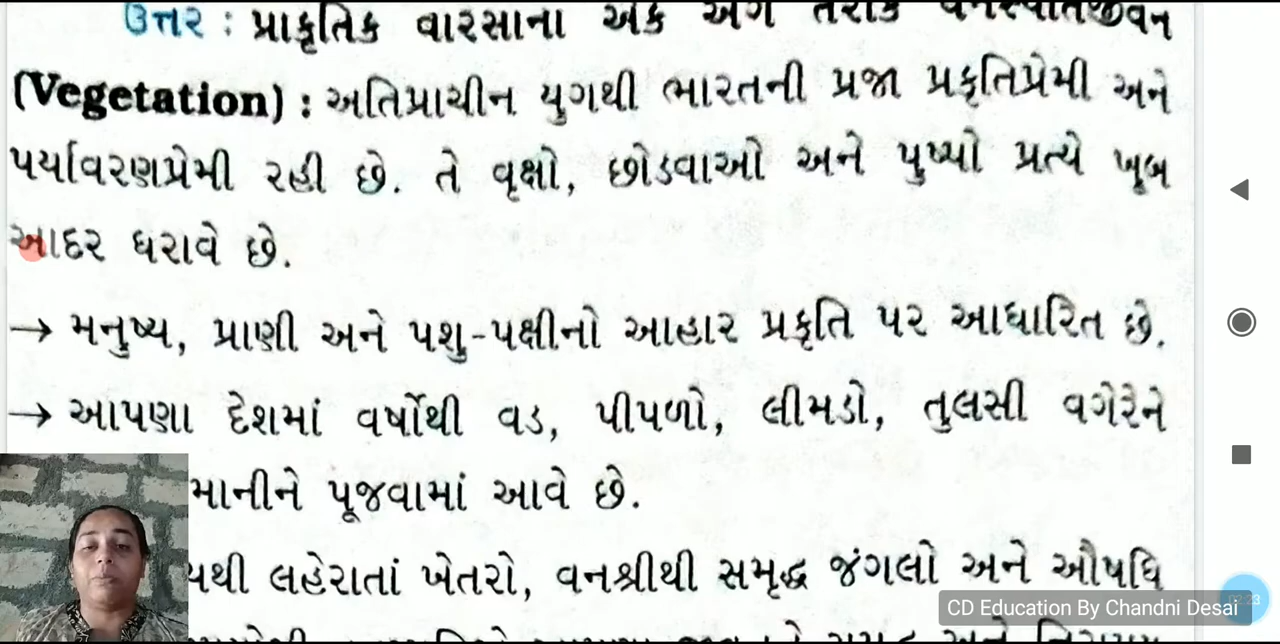 ઉત્તર : પ્રાકૃતિક વારસાના એક અંગ તરીકે વનસ્પતિજીવન
(Vegetation) : અતિપ્રાચીન યુગથી ભારતની પ્રજા પ્રકૃતિપ્રેમી અને
પર્યાવરણપ્રેમી રહી છે. તે વૃક્ષો, છોડવાઓ અને પુષ્પો પ્રત્યે ખૂબ
આદર ધરાવે છે.
→ મનુષ્ય, પ્રાણી અને પશુ-પક્ષીનો આહાર પ્રકૃતિ પર આધારિત છે.
→ આપણા દેશમાં વર્ષોથી વડ, પીપળો, લીમડો, તુલસી વગેરેને
માનીને પૂજવામાં આવે છે.
લહેરાતાં ખેતરો, વનશ્રીથી સમૃદ્ધ જંગલો અને ઔષધિ
CD Education By Chandni Desai